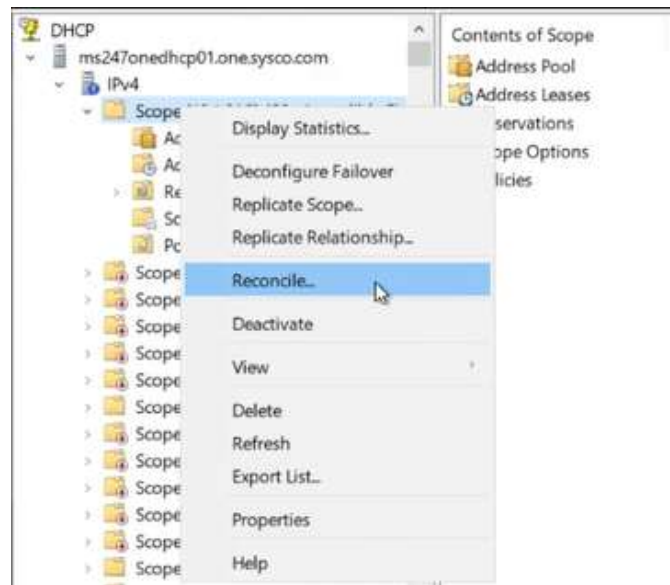 DHCP
ms247onedhcp01.one.sysco.com
IPv4
Scope
Ac
Ac
Re
Sc
Po
Scope
Scope
Scope
Scope
Scope
Scope
Scope
Scope
Scope
Scope
Scope
Scope
Display Statistics...
Deconfigure Failover
Replicate Scope...
Replicate Relationship...
Reconcile...
Deactivate
View
Delete
Refresh
Export List...
Properties
Help
Contents of Scope
Address Pool
Address Leases
servations
ope Options
licies